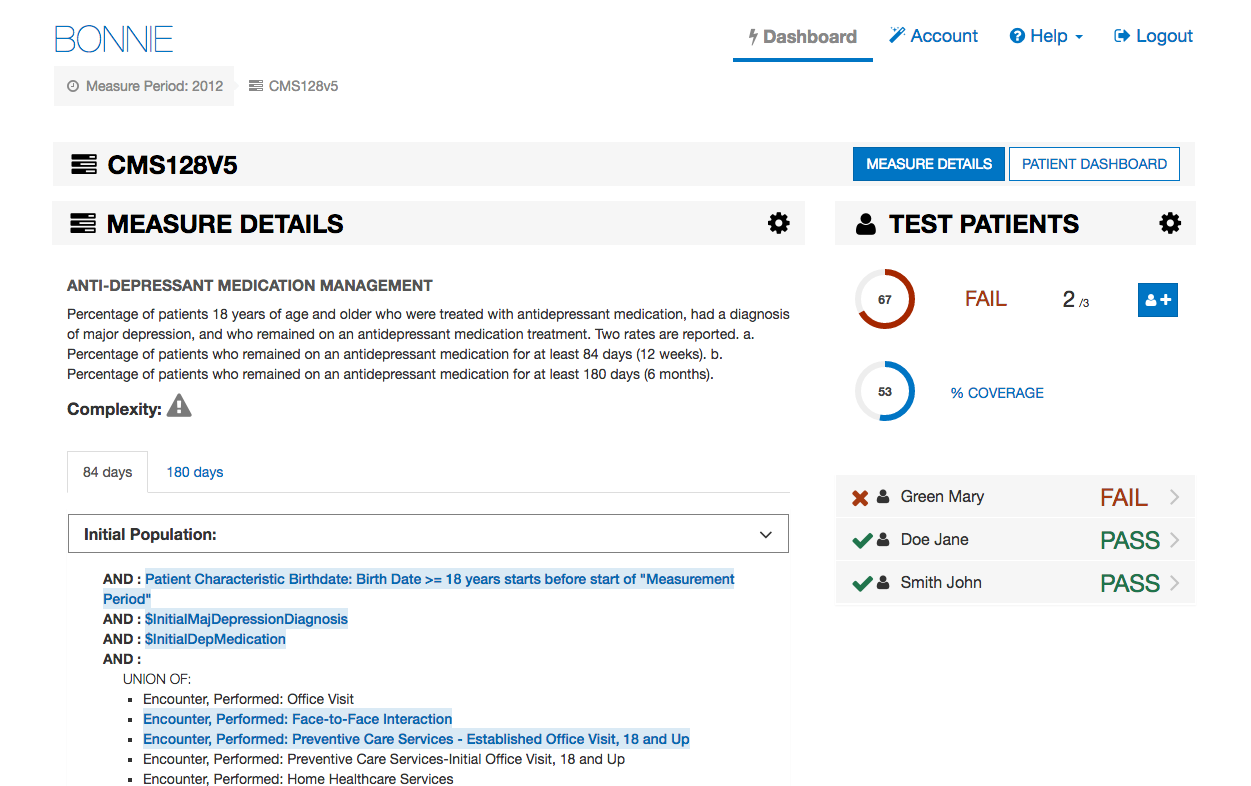 BONNIE
Dashboard
Account
Help
Logout
Measure Period: 2012
CMS128v5
CMS128V5
MEASURE DETAILS
PATIENT DASHBOARD
MEASURE DETAILS
ANTI-DEPRESSANT MEDICATION MANAGEMENT
Percentage of patients 18 years of age and older who were treated with antidepressant medication, had a diagnosis
of major depression, and who remained on an antidepressant medication treatment. Two rates are reported. a.
Percentage of patients who remained on an antidepressant medication for at least 84 days (12 weeks). b.
Percentage of patients who remained on an antidepressant medication for at least 180 days (6 months).
Complexity:
84 days
180 days
Initial Population:
AND : Patient Characteristic Birthdate: Birth Date >= 18 years starts before start of "Measurement
Period"
AND : $InitialMajDepressionDiagnosis
AND : $InitialDepMedication
AND :
UNION OF:
Encounter, Performed: Office Visit
Encounter, Performed: Face-to-Face Interaction
Encounter, Performed: Preventive Care Services - Established Office Visit, 18 and Up
Encounter, Performed: Preventive Care Services-Initial Office Visit, 18 and Up
Encounter, Performed: Home Healthcare Services
TEST PATIENTS
67
FAIL
2 /3
53
% COVERAGE
Green Mary FAIL
Doe Jane PASS
Smith John PASS